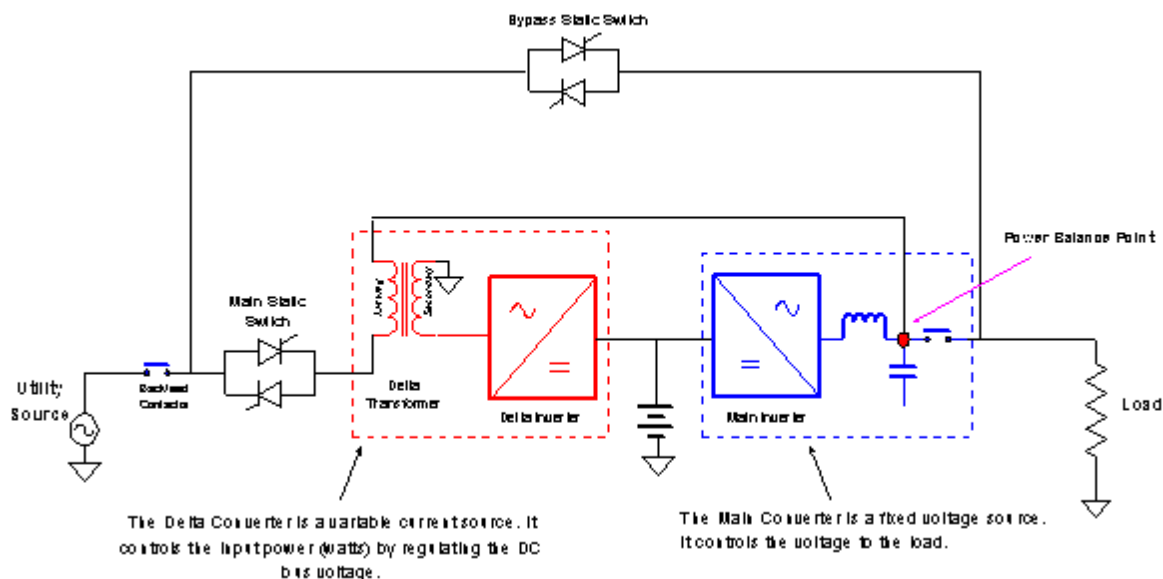 Bypass Static Switch
Power Balance Point
Main Static
Switch
Primary
Secondary
Utility
Source
Backfeed
Contactor
Delta
Transformer
Delta Inverter
Main Inverter
Load
The Delta Converter is a variable current source. It
controls the input power (watts) by regulating the DC
bus voltage.
The Main Converter is a fixed voltage source.
It controls the voltage to the load.